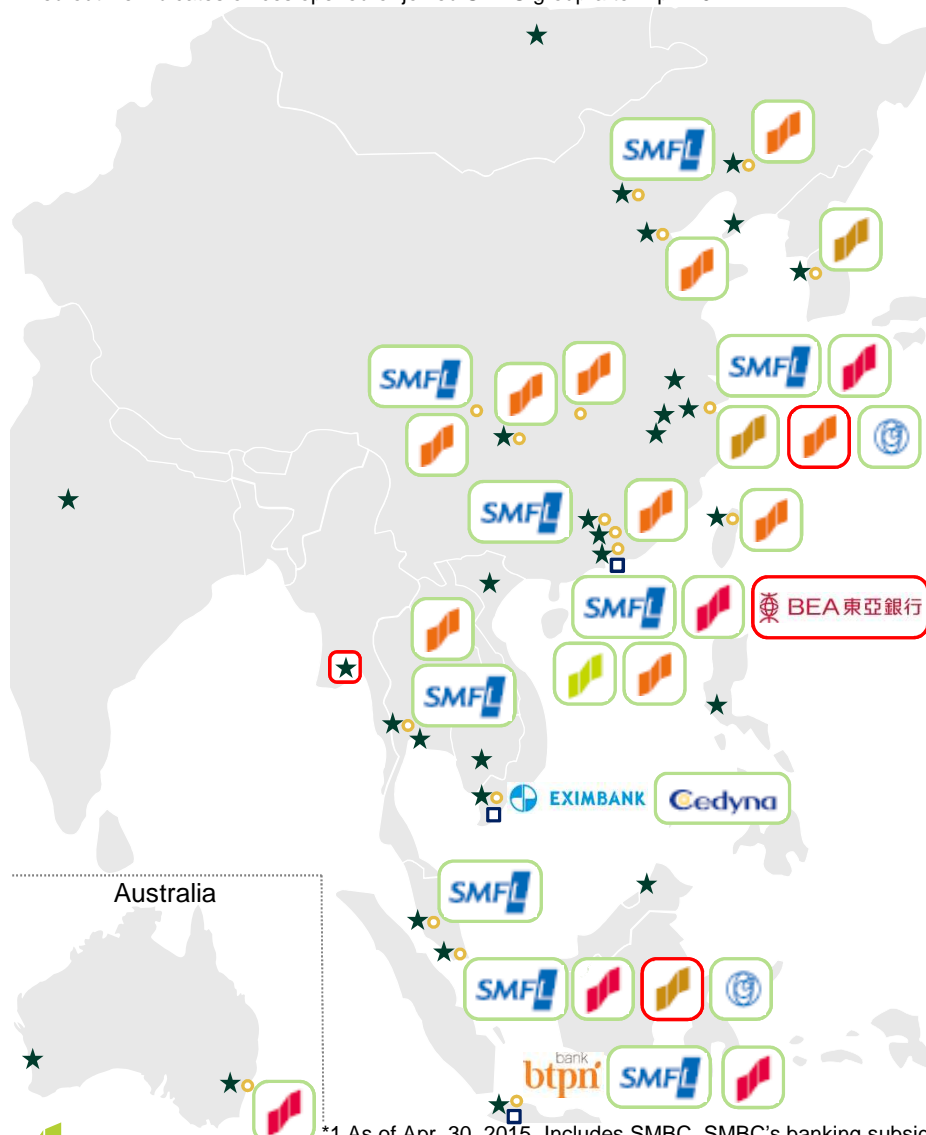 SMFL
SMFL
SMFL
SMFL
SMFL
BEA東亞銀行
SMFL
EXIMBANK
Cedyna
Australia
SMFL
SMFL
bank
btpn
SMFL
*1 As of Apr. 30, 2015. Includes SMBC, SMBC's banking subsid